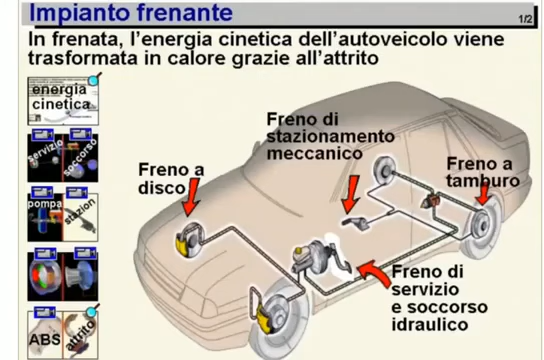 Impianto frenante
1/2
In frenata, l'energia cinetica dell'autoveicolo viene
trasformata in calore grazie all'attrito
energia
cinetica
servizio
soccorso
pompa
stazion
ABS
attrito
Freno a
disco
Freno di
stazionamento
meccanico
Freno a
tamburo
Freno di
servizio
e soccorso
idraulico